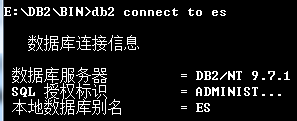 E:\DB2\BIN>db2 connect to es
数据库连接信息
数据库服务器 = DB2/NT 9.7.1
SQL 授权标识 = ADMINIST...
本地数据库别名 = ES